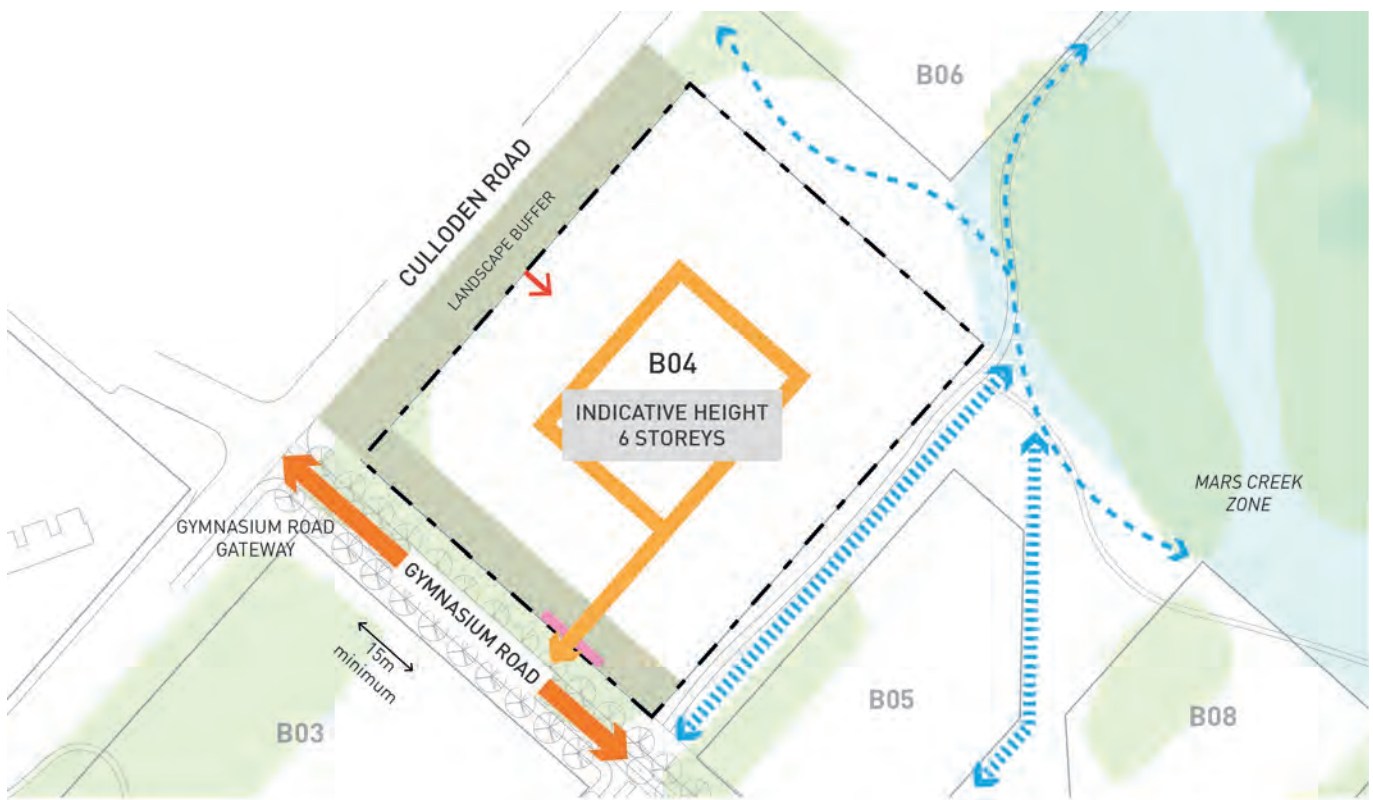 B06
CULLODEN ROAD
LANDSCAPE BUFFER
B04
INDICATIVE HEIGHT
6 STOREYS
MARS CREEK
ZONE
GYMNASIUM ROAD
GATEWAY
GYMNASIUM ROAD
15m
minimum
B03
B05
B08